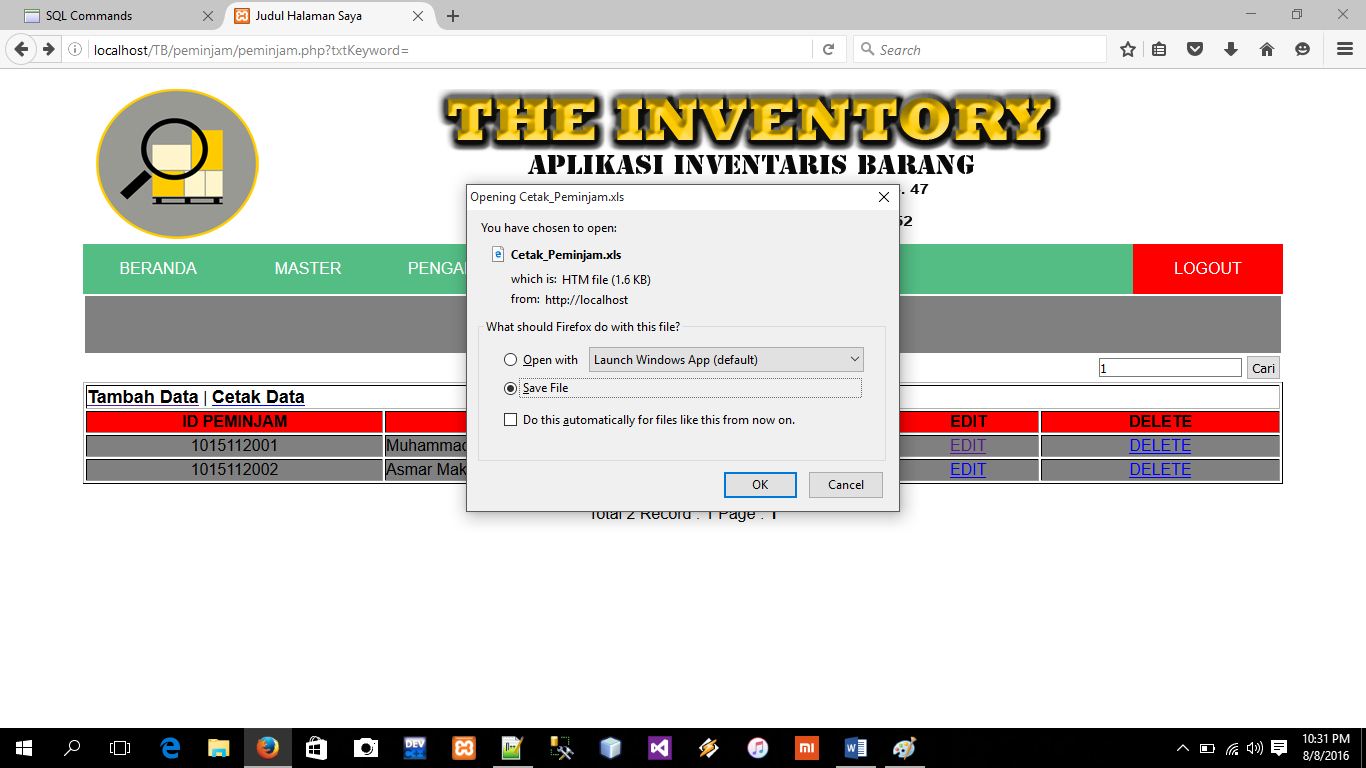 SQL Commands
Judul Halaman Saya
localhost/TB/peminjam/peminjam.php?txtKeyword=
Search
THE INVENTORY
APLIKASI INVENTARIS BARANG
. 47
52
Opening Cetak_Peminjam.xls
You have chosen to open:
Cetak_Peminjam.xls
which is: HTM file (1.6 KB)
from: http://localhost
What should Firefox do with this file?
Open with Launch Windows App (default)
Save File
Do this automatically for files like this from now on.
OK Cancel
BERANDA MASTER PENGA LOGOUT
1 Cari
Tambah Data | Cetak Data
ID PEMINJAM EDIT DELETE
1015112001 Muhammad EDIT DELETE
1015112002 Asmar Mak EDIT DELETE
Total 2 Record : 1 Page : 1
DEV
mi
10:31 PM
8/8/2016